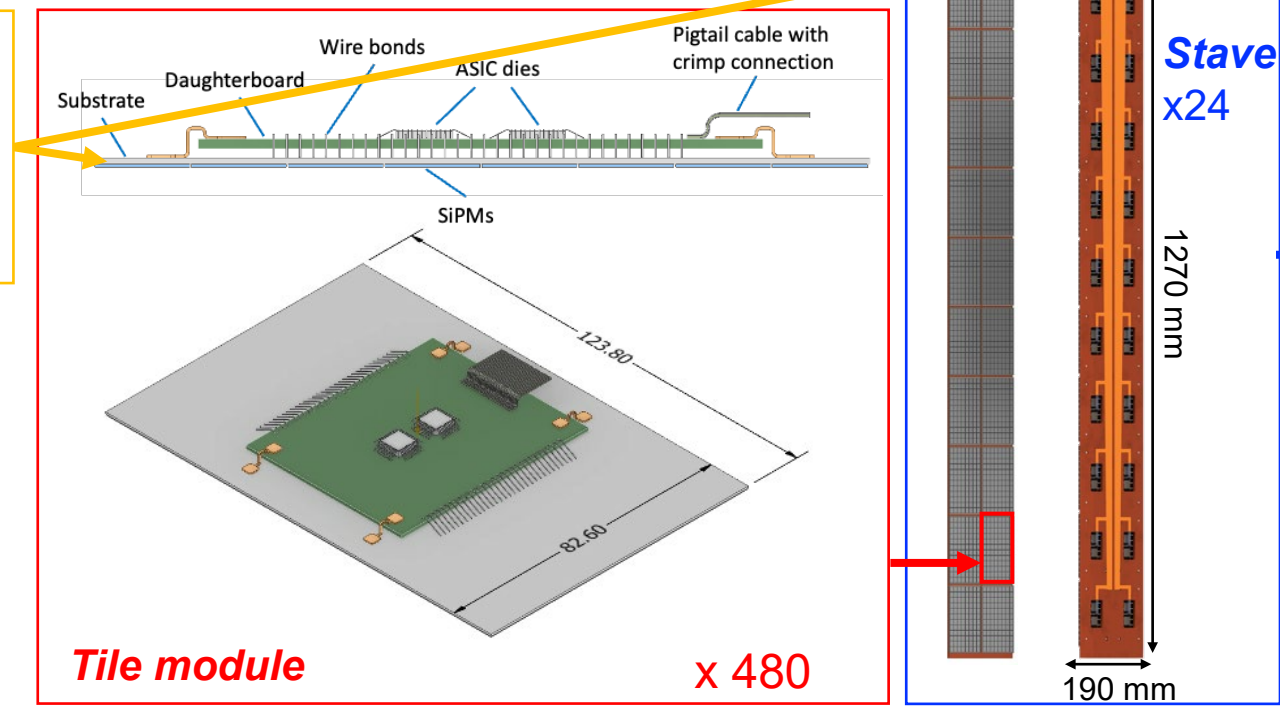 Wire bonds
Pigtail cable with
crimp connection
Daughterboard
ASIC dies
Substrate
SiPMs
123.80
82.60
Tile module
x 480
Stave
x24
1270 mm
190 mm